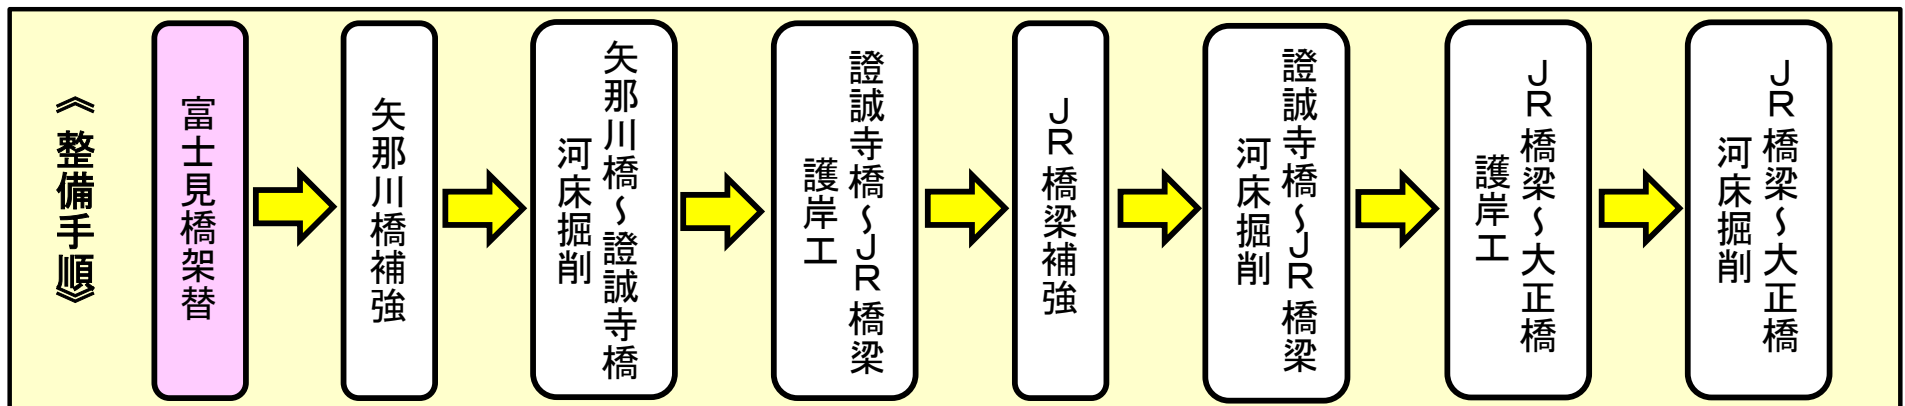 《整備手順》
富士見橋架替
矢那川橋補強
矢那川橋～證誠寺橋
河床掘削
證誠寺橋～ＪＲ橋梁
護岸工
ＪＲ橋梁補強
證誠寺橋～ＪＲ橋梁
河床掘削
ＪＲ橋梁～大正橋
護岸工
ＪＲ橋梁～大正橋
河床掘削